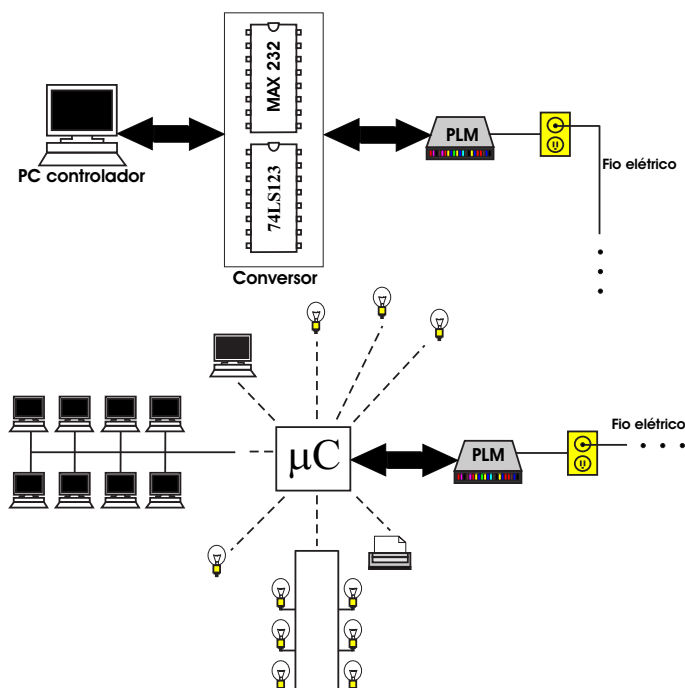 MAX 232
PLM
PC controlador
Fio elétrico
74LS123
Conversor
Fio elétrico
µC
PLM